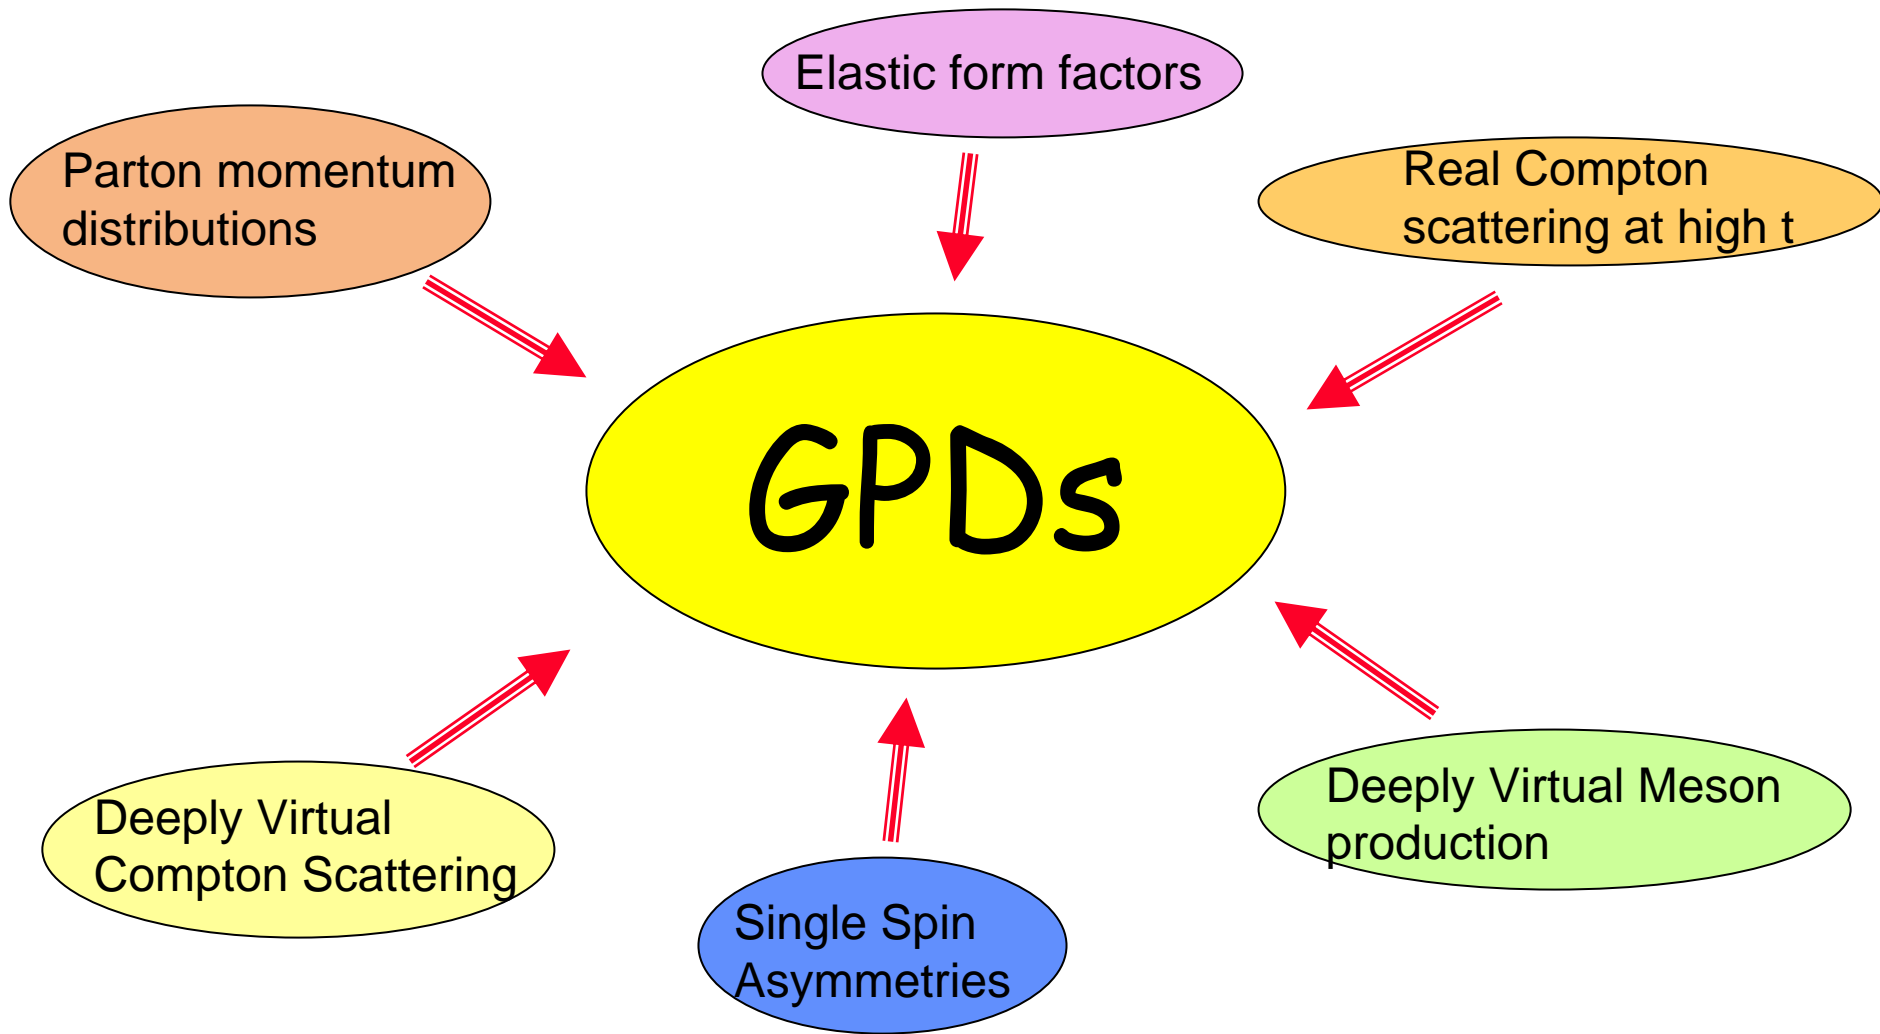 Elastic form factors
Parton momentum
distributions
Real Compton
scattering at high t
GPDs
Deeply Virtual
Compton Scattering
Single Spin
Asymmetries
Deeply Virtual Meson
production